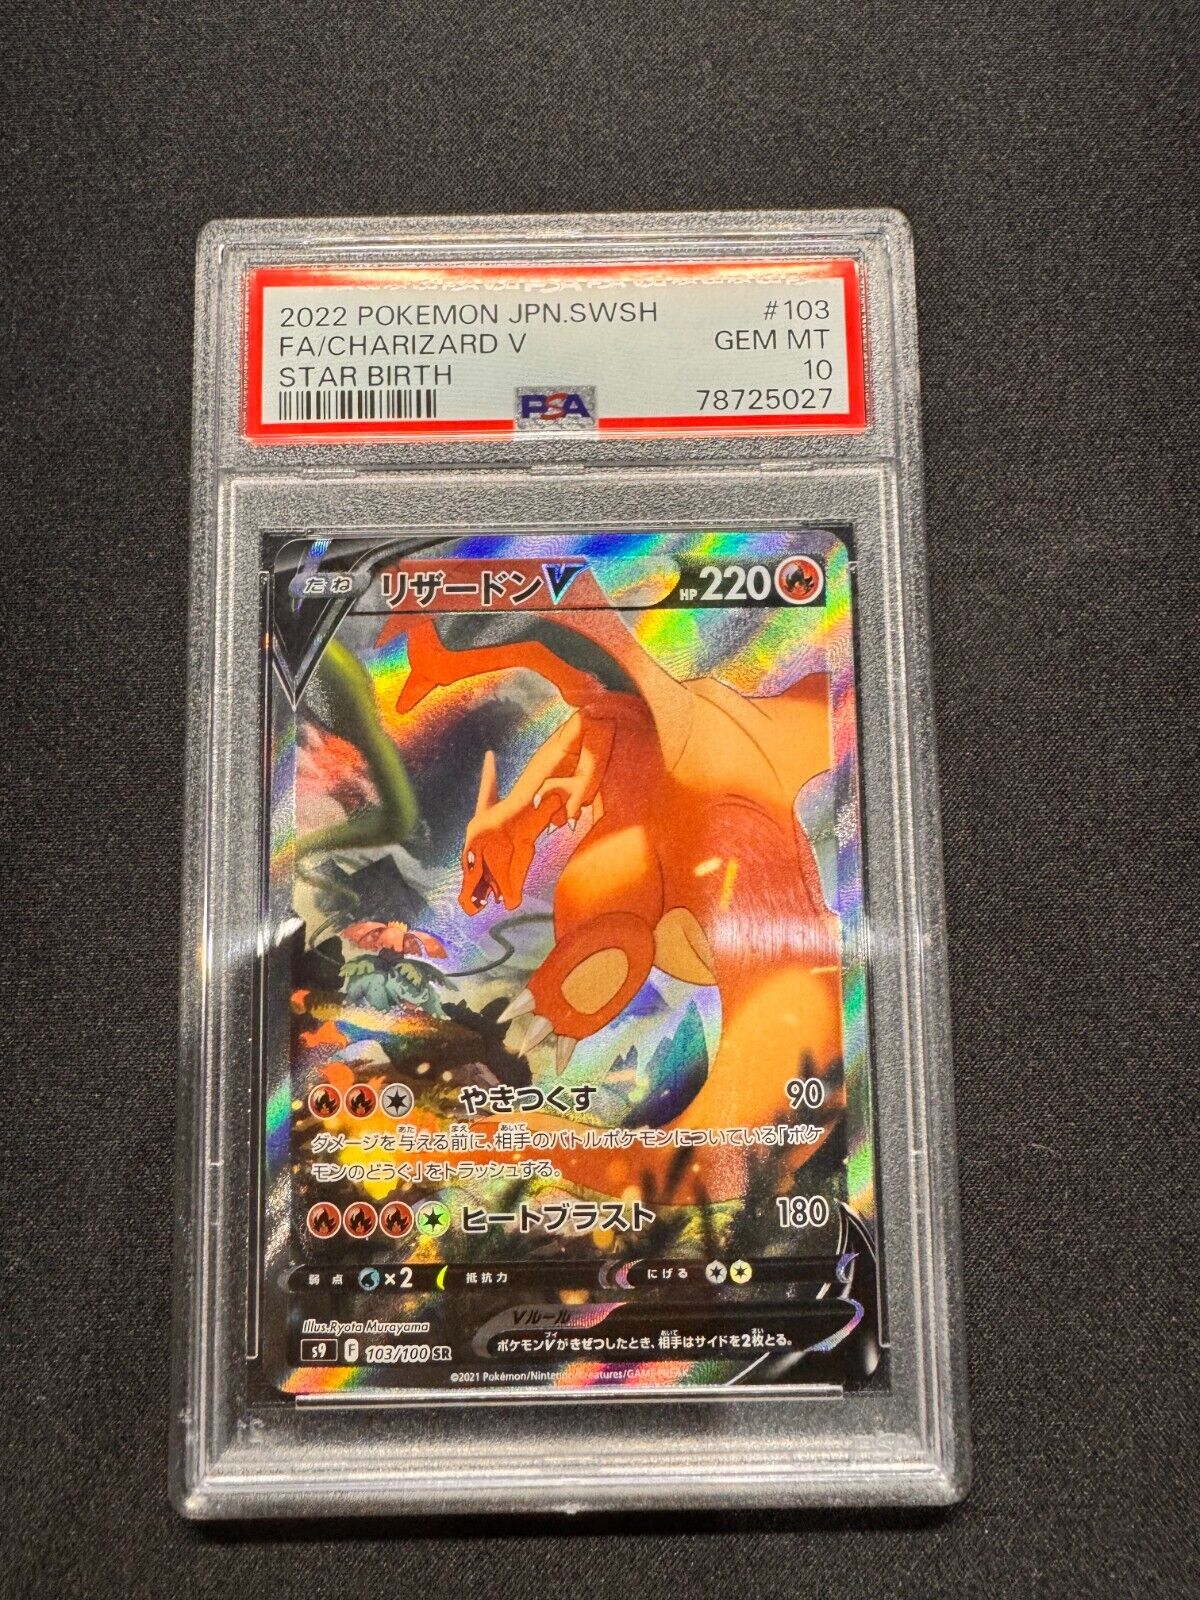 2022 POKEMON JPN.SWSH #103
FA/CHARIZARD V GEM MT
STAR BIRTH 10
PSA 78725027
たね リザードンV HP 220
やきつくす 90
ダメージを与える前に、相手のバトルポケモンについている「ポケ
モンのどうぐ」をトラッシュする。
ヒートブラスト 180
弱点 ×2 抵抗力 にげる
Vルール
ポケモンVがきぜつしたとき、相手はサイドを2枚とる。
Illus.Ryota Murayama
s9 F 103/100 SR
©2021 Pokémon/Nintendo/Creatures/GAME FREAK